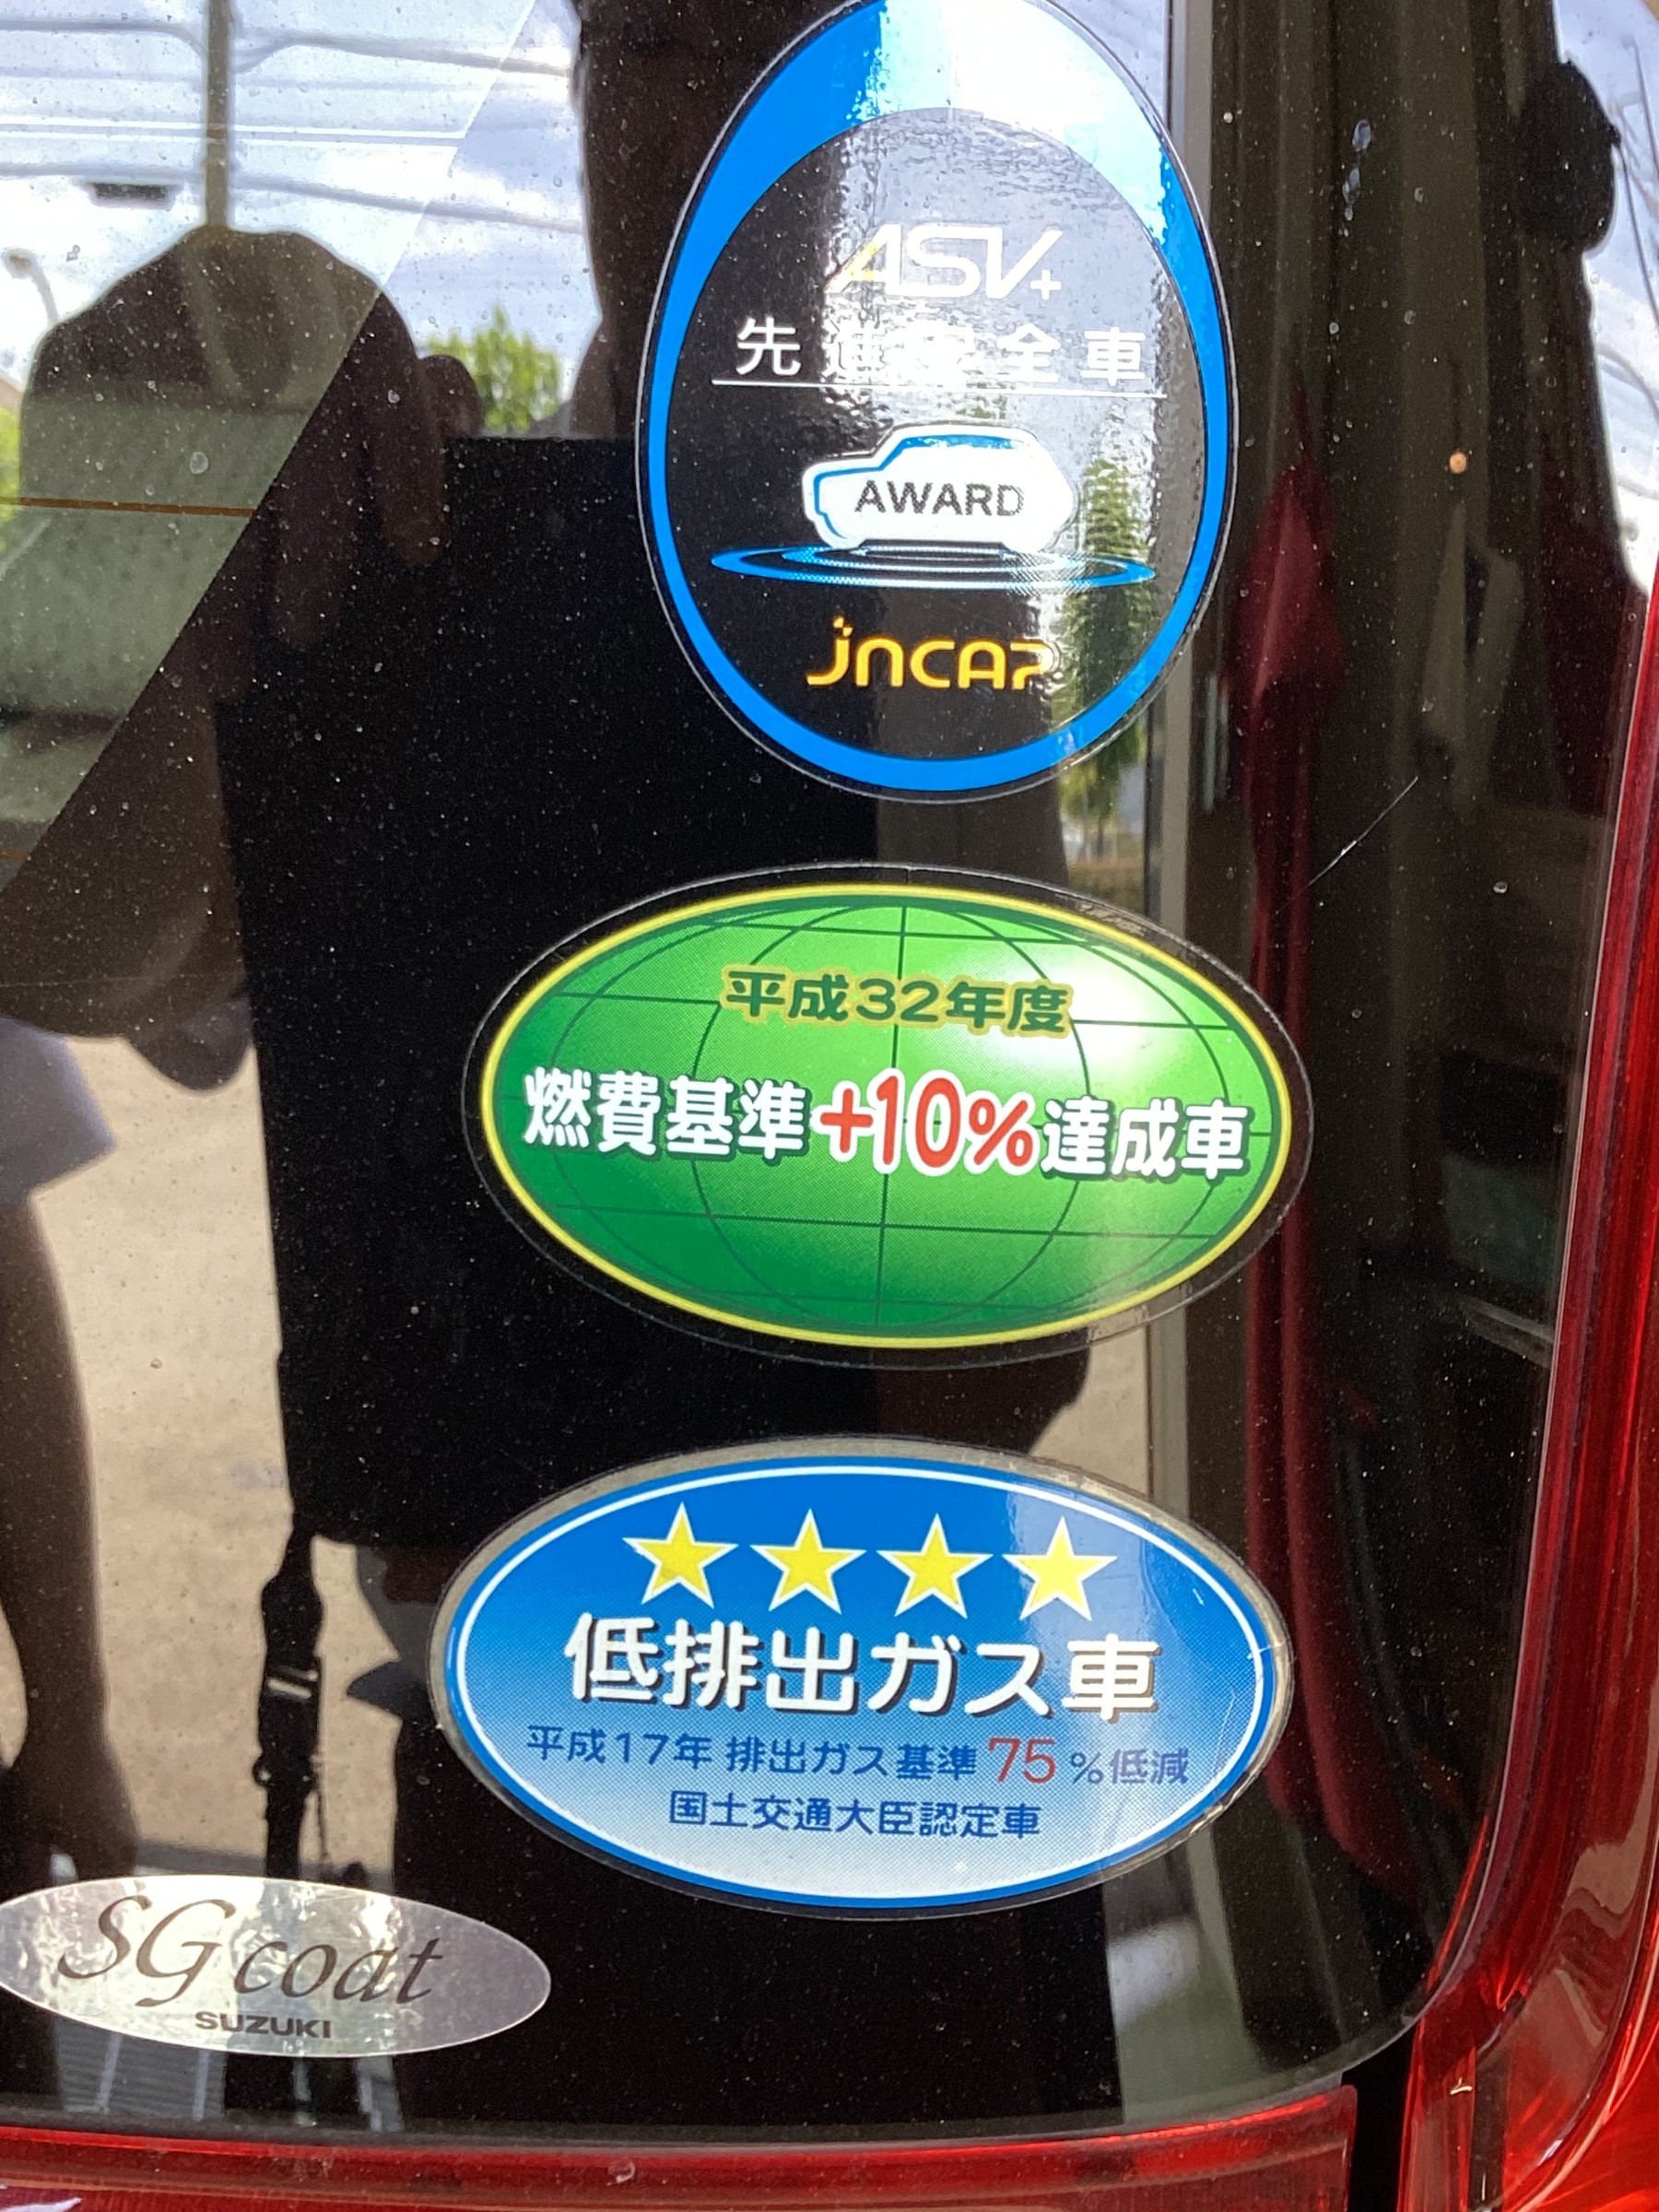 ASV+
先進安全車
AWARD
JNCAP
平成32年度
燃費基準+10%達成車
★★★★
低排出ガス車
平成17年 排出ガス基準 75%低減
国土交通大臣認定車
SG coat
SUZUKI